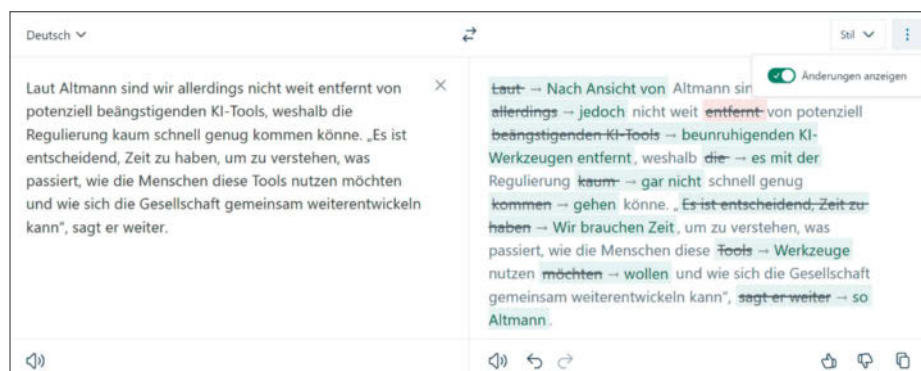 Deutsch
Stil
Änderungen anzeigen
Laut Altmann sind wir allerdings nicht weit entfernt von
potenziell beängstigenden KI-Tools, weshalb die
Regulierung kaum schnell genug kommen könne. „Es ist
entscheidend, Zeit zu haben, um zu verstehen, was
passiert, wie die Menschen diese Tools nutzen möchten
und wie sich die Gesellschaft gemeinsam weiterentwickeln
kann“, sagt er weiter.
Laut → Nach Ansicht von Altmann sin
allerdings → jedoch nicht weit entfernt von potenziell
beängstigenden KI-Tools → beunruhigenden KI-
Werkzeugen entfernt, weshalb die → es mit der
Regulierung kaum → gar nicht schnell genug
kommen → gehen könne. „Es ist entscheidend, Zeit zu
haben → Wir brauchen Zeit, um zu verstehen, was
passiert, wie die Menschen diese Tools → Werkzeuge
nutzen möchten → wollen und wie sich die Gesellschaft
gemeinsam weiterentwickeln kann“, sagt er weiter → so
Altmann.